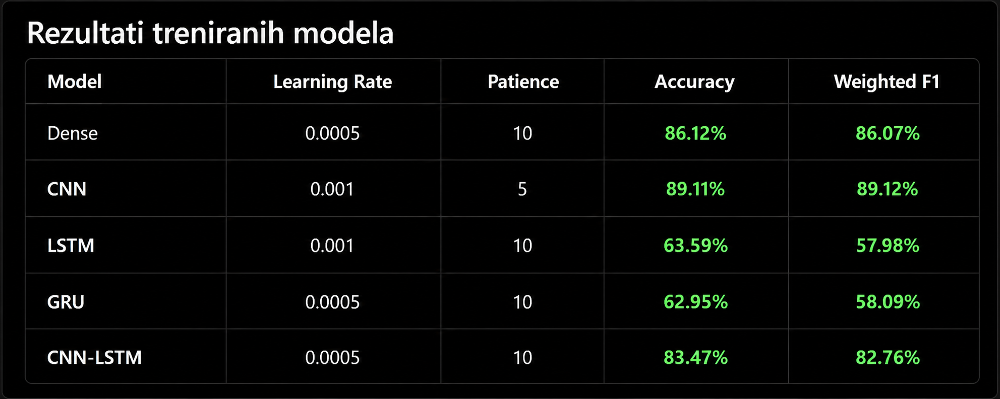 Rezultati treniranih modela
Model Learning Rate Patience Accuracy Weighted F1
Dense 0.0005 10 86.12% 86.07%
CNN 0.001 5 89.11% 89.12%
LSTM 0.001 10 63.59% 57.98%
GRU 0.0005 10 62.95% 58.09%
CNN-LSTM 0.0005 10 83.47% 82.76%